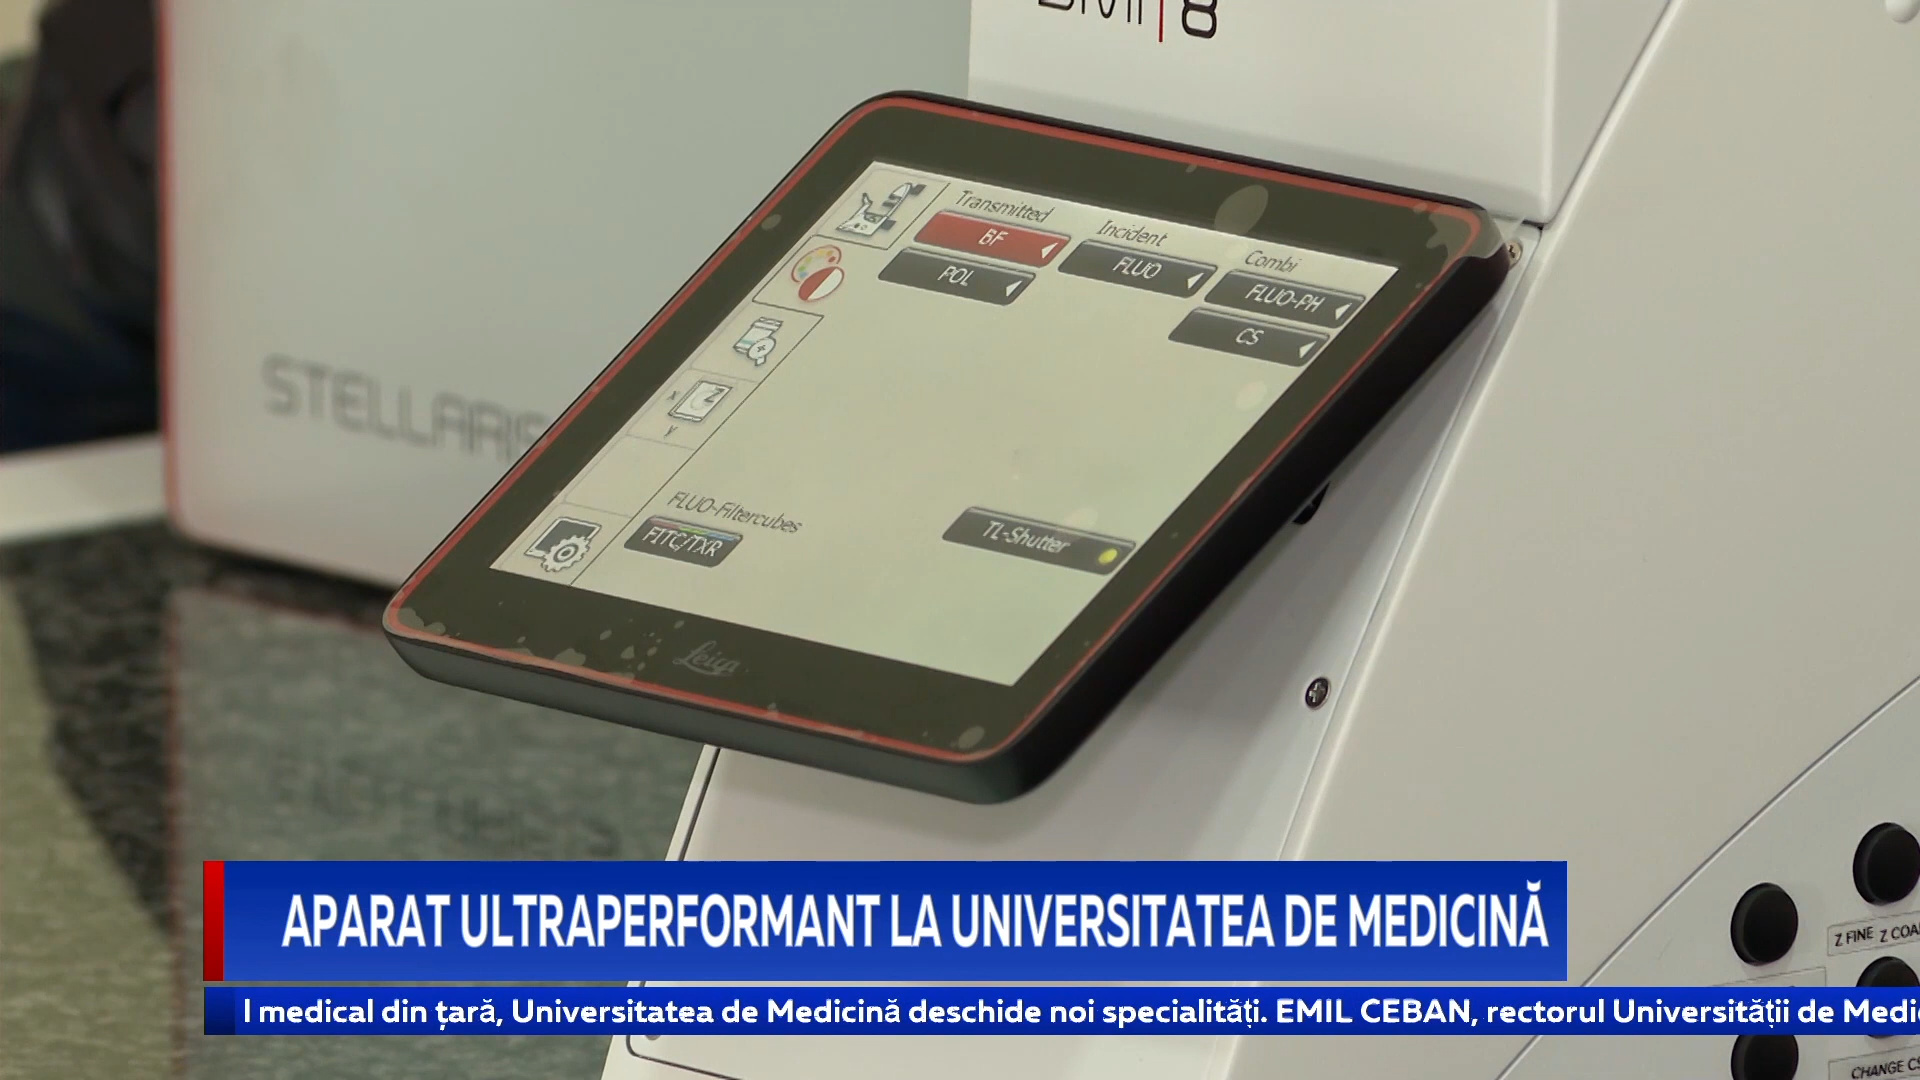 8
STELLARIS
Transmitted
Incident
Combi
BF
FLUO
FLUO-PH
POL
CS
x
Z
y
FLUO-Filtercubes
FITC/TXR
TL-Shutter
Leica
APARAT ULTRAPERFORMANT LA UNIVERSITATEA DE MEDICINĂ
l medical din țară, Universitatea de Medicină deschide noi specialități. EMIL CEBAN, rectorul Universității de Medi
Z FINE Z COA
CHANGE CS